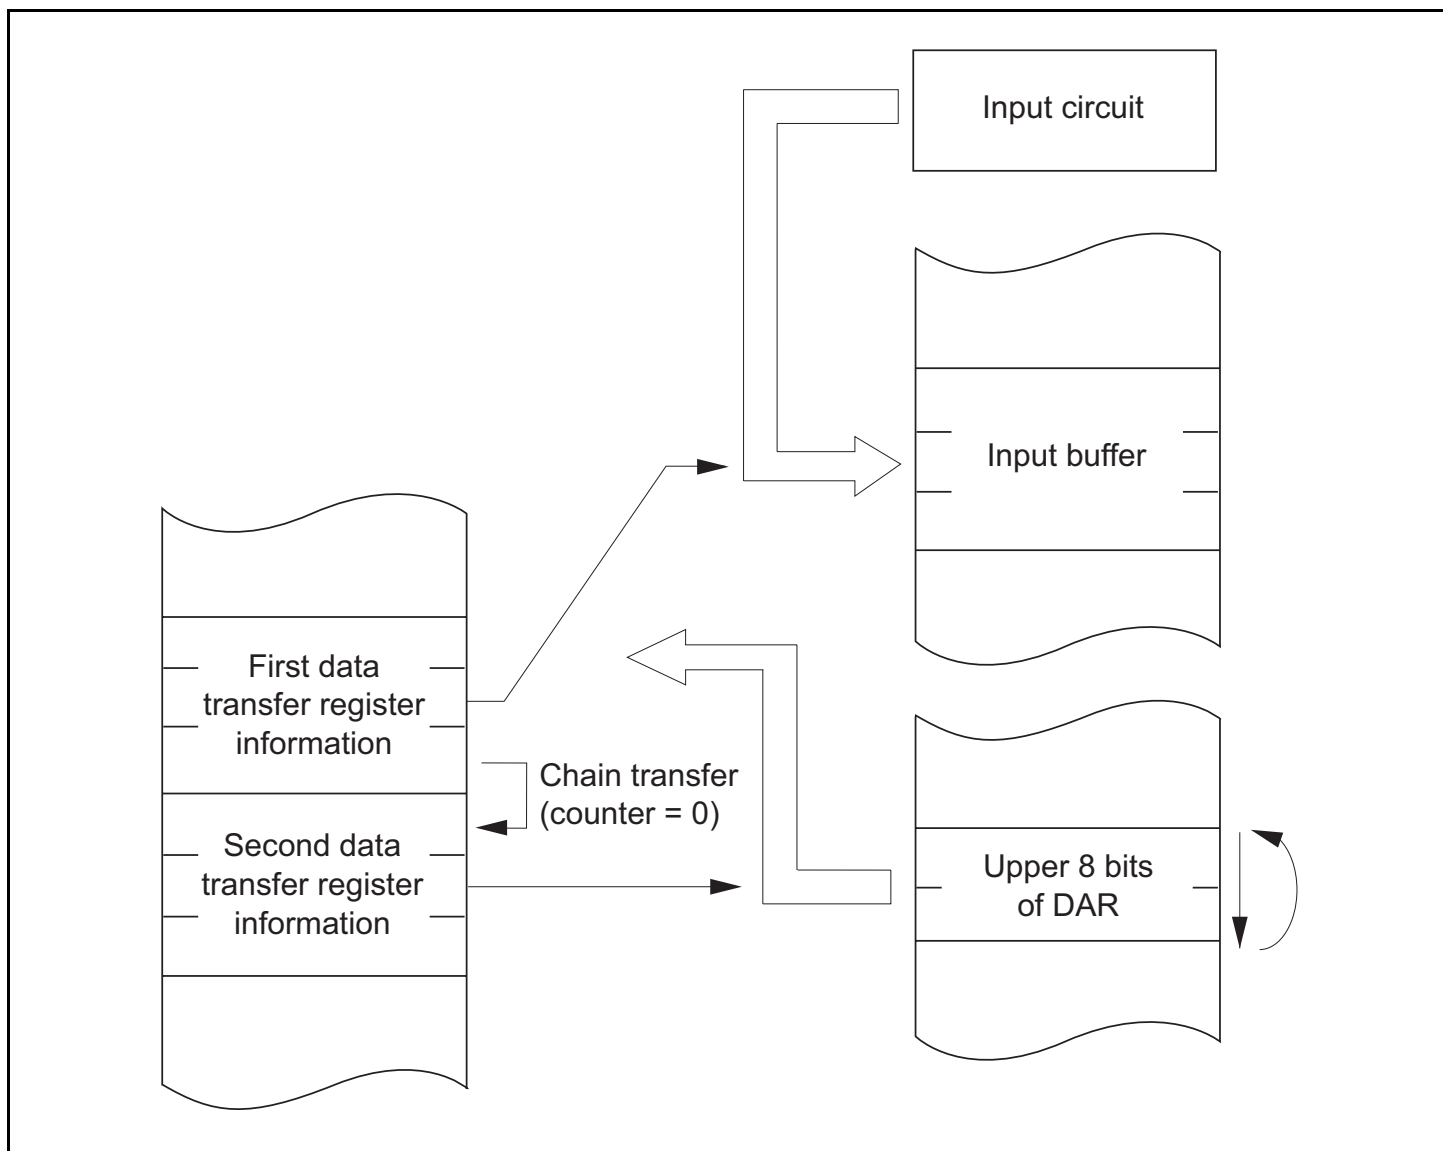 Input circuit
Input buffer
First data
transfer register
information
Chain transfer
(counter = 0)
Second data
transfer register
information
Upper 8 bits
of DAR